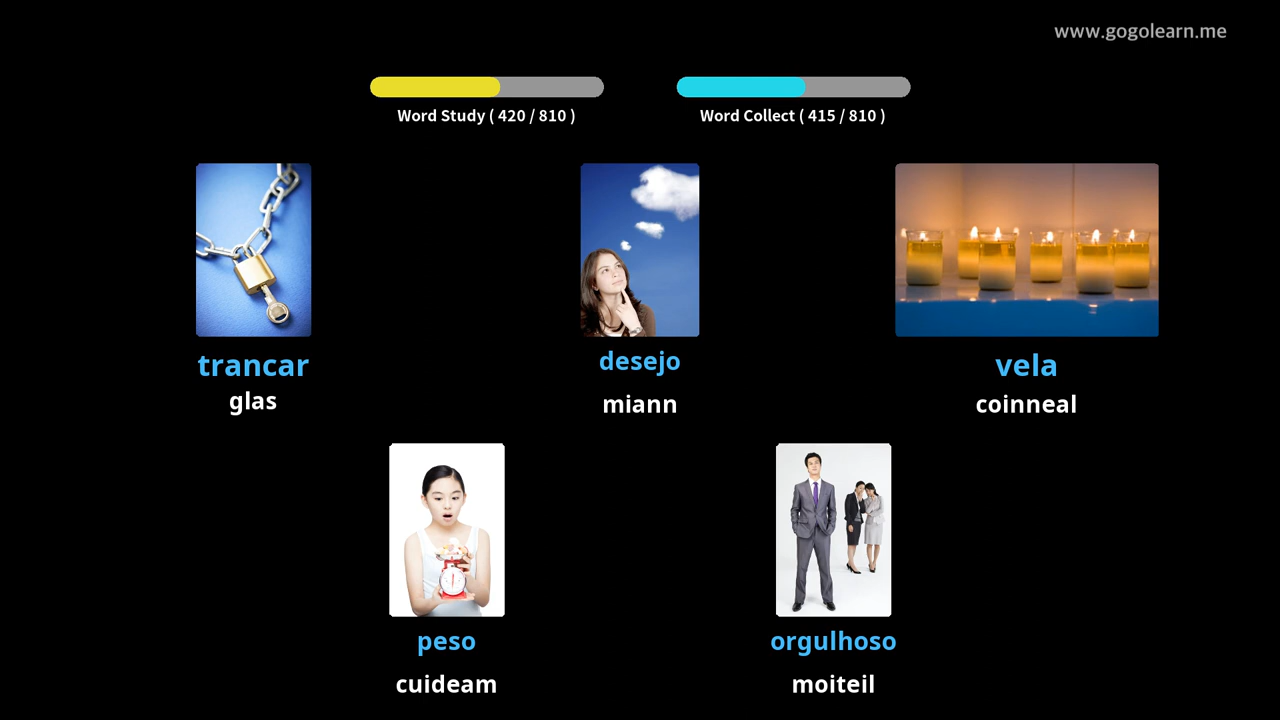 www.gogolearn.me
Word Study ( 420 / 810 )
Word Collect ( 415 / 810 )
trancar
glas
desejo
miann
vela
coinneal
peso
cuideam
orgulhoso
moiteil